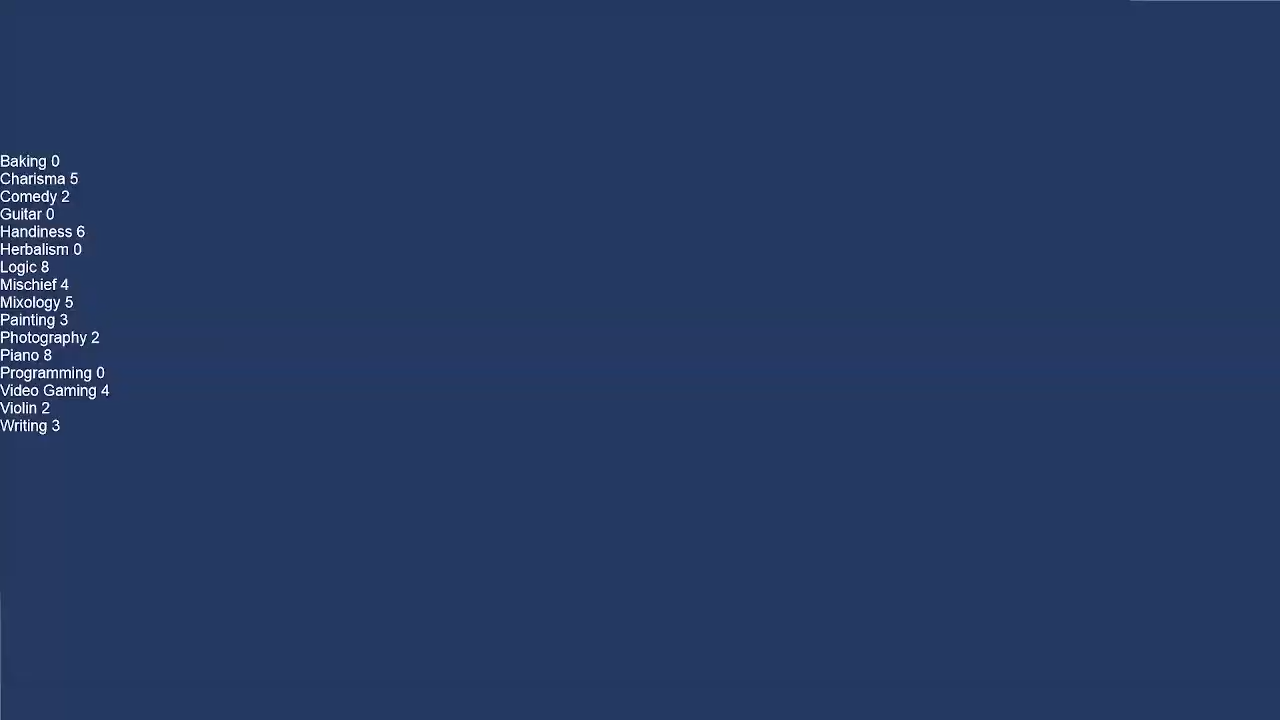 Baking 0
Charisma 5
Comedy 2
Guitar 0
Handiness 6
Herbalism 0
Logic 8
Mischief 4
Mixology 5
Painting 3
Photography 2
Piano 8
Programming 0
Video Gaming 4
Violin 2
Writing 3